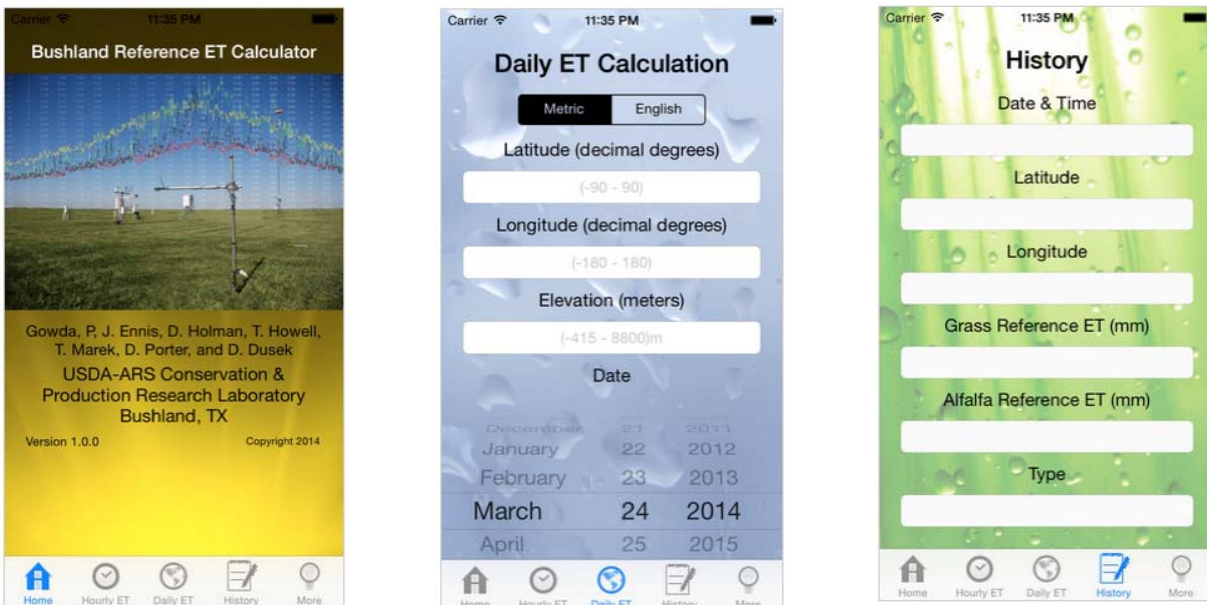 Carrier 11:35 PM
Bushland Reference ET Calculator
Gowda, P, J. Ennis, D. Holman, T. Howell,
T. Marek, D. Porter, and D. Dusek
USDA-ARS Conservation &
Production Research Laboratory
Bushland, TX
Version 1.0.0 Copyright 2014
Home Hourly ET Daily ET History More
Carrier 11:35 PM
Daily ET Calculation
Metric English
Latitude (decimal degrees)
(-90 - 90)
Longitude (decimal degrees)
(-180 - 180)
Elevation (meters)
(-415 - 8800)m
Date
December 21 2011
January 22 2012
February 23 2013
March 24 2014
April 25 2015
Home Hourly ET Daily ET History More
Carrier 11:35 PM
History
Date & Time
Latitude
Longitude
Grass Reference ET (mm)
Alfalfa Reference ET (mm)
Type
Home Hourly ET Daily ET History More